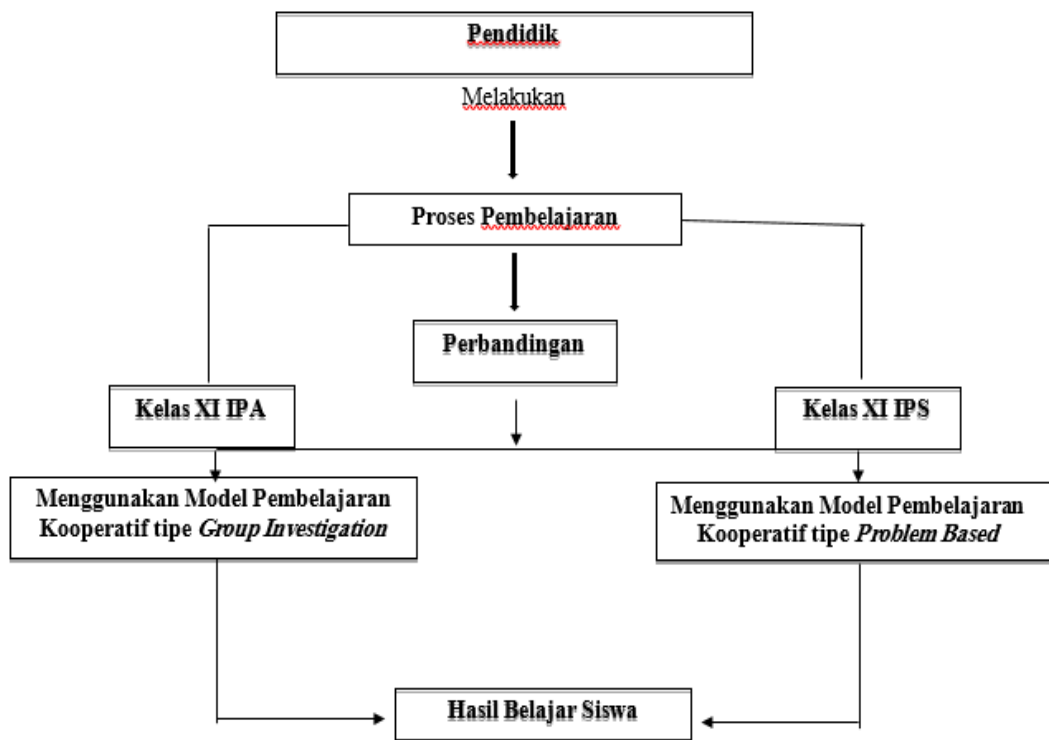 Pendidik
Melakukan
Proses Pembelajaran
Perbandingan
Kelas XI IPA
Kelas XI IPS
Menggunakan Model Pembelajaran
Kooperatif tipe Group Investigation
Menggunakan Model Pembelajaran
Kooperatif tipe Problem Based
Hasil Belajar Siswa